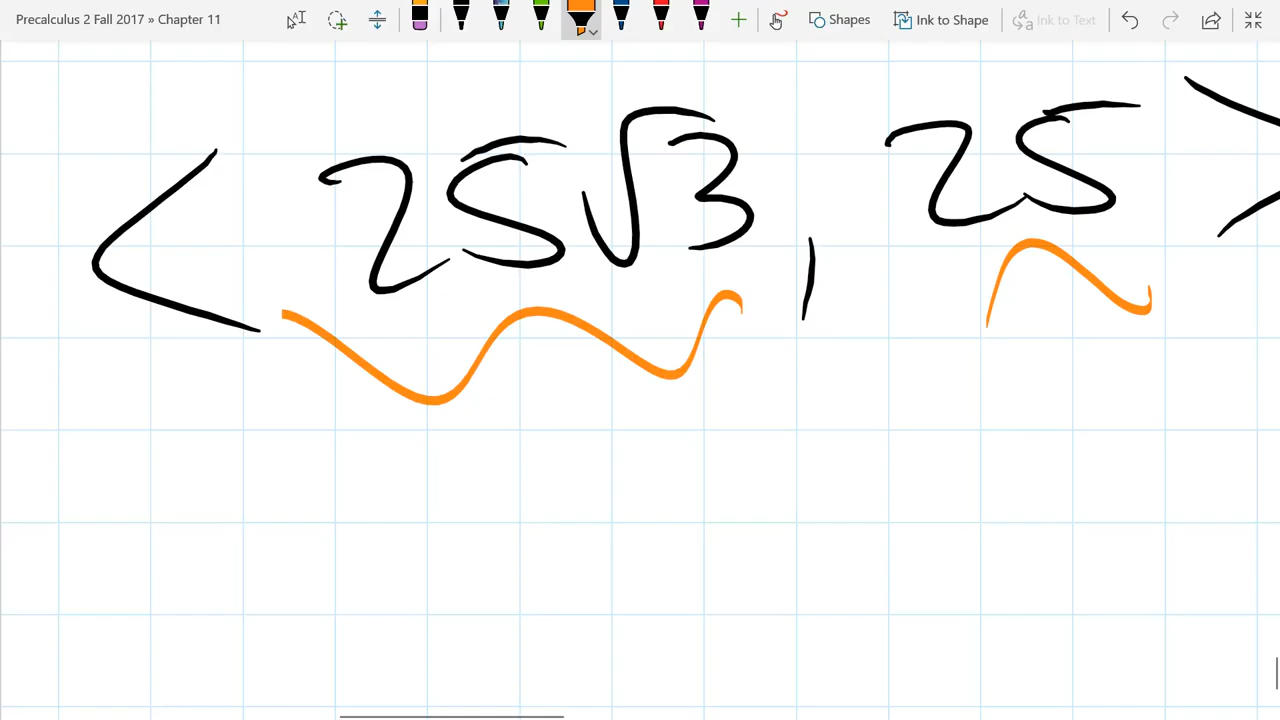 Precalculus 2 Fall 2017 » Chapter 11
Shapes
Ink to Shape
Ink to Text
< 25√3, 25 >